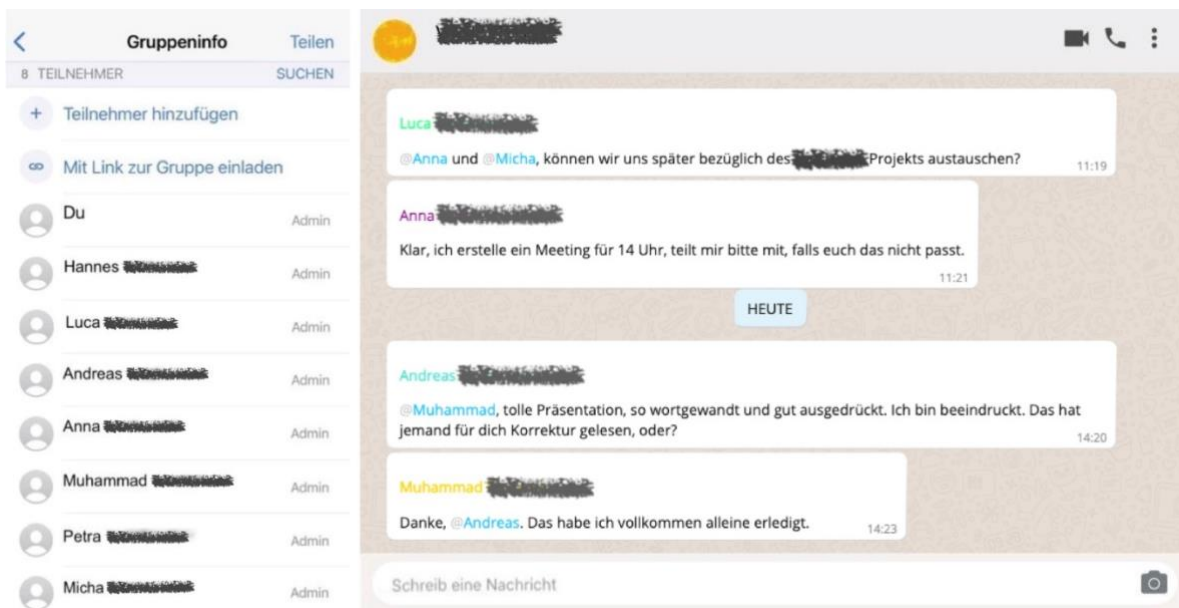 Gruppeninfo
Teilen
8 TEILNEHMER
SUCHEN
Teilnehmer hinzufügen
Mit Link zur Gruppe einladen
Du
Admin
Hannes
Admin
Luca
Admin
Andreas
Admin
Anna
Admin
Muhammad
Admin
Petra
Admin
Micha
Admin
Luca
@Anna und @Micha, können wir uns später bezüglich des Projekts austauschen?
11:19
Anna
Klar, ich erstelle ein Meeting für 14 Uhr, teilt mir bitte mit, falls euch das nicht passt.
11:21
HEUTE
Andreas
@Muhammad, tolle Präsentation, so wortgewandt und gut ausgedrückt. Ich bin beeindruckt. Das hat
jemand für dich Korrektur gelesen, oder?
14:20
Muhammad
Danke, @Andreas. Das habe ich vollkommen alleine erledigt.
14:23
Schreib eine Nachricht